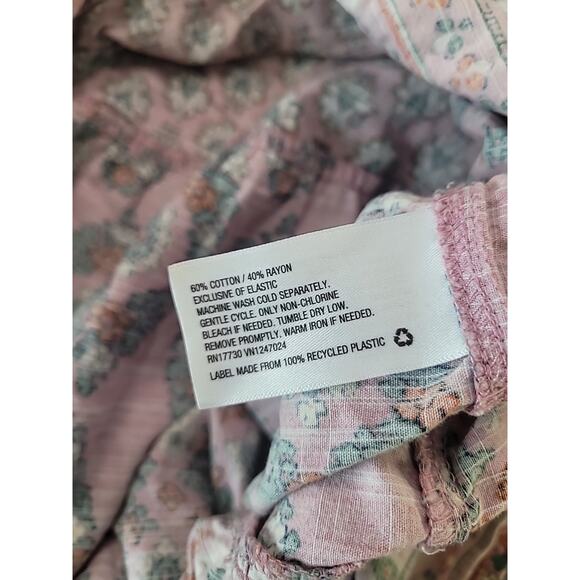 60% COTTON / 40% RAYON
EXCLUSIVE OF ELASTIC
MACHINE WASH COLD SEPARATELY.
GENTLE CYCLE. ONLY NON-CHLORINE
BLEACH IF NEEDED. TUMBLE DRY LOW.
REMOVE PROMPTLY. WARM IRON IF NEEDED.
RN17730 VN1247024
LABEL MADE FROM 100% RECYCLED PLASTIC